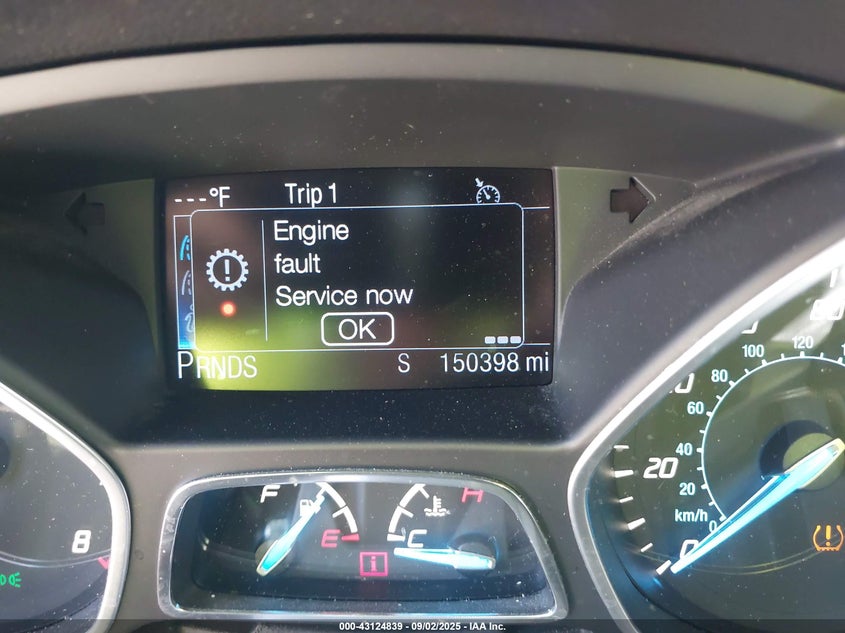 ---°F Trip 1
Engine
fault
Service now
OK
PRNDS S 150398 mi
F E C H
8
0 20
km/h 0 20 40 60 80 100 120
000-43124839 - 09/02/2025 - IAA Inc.